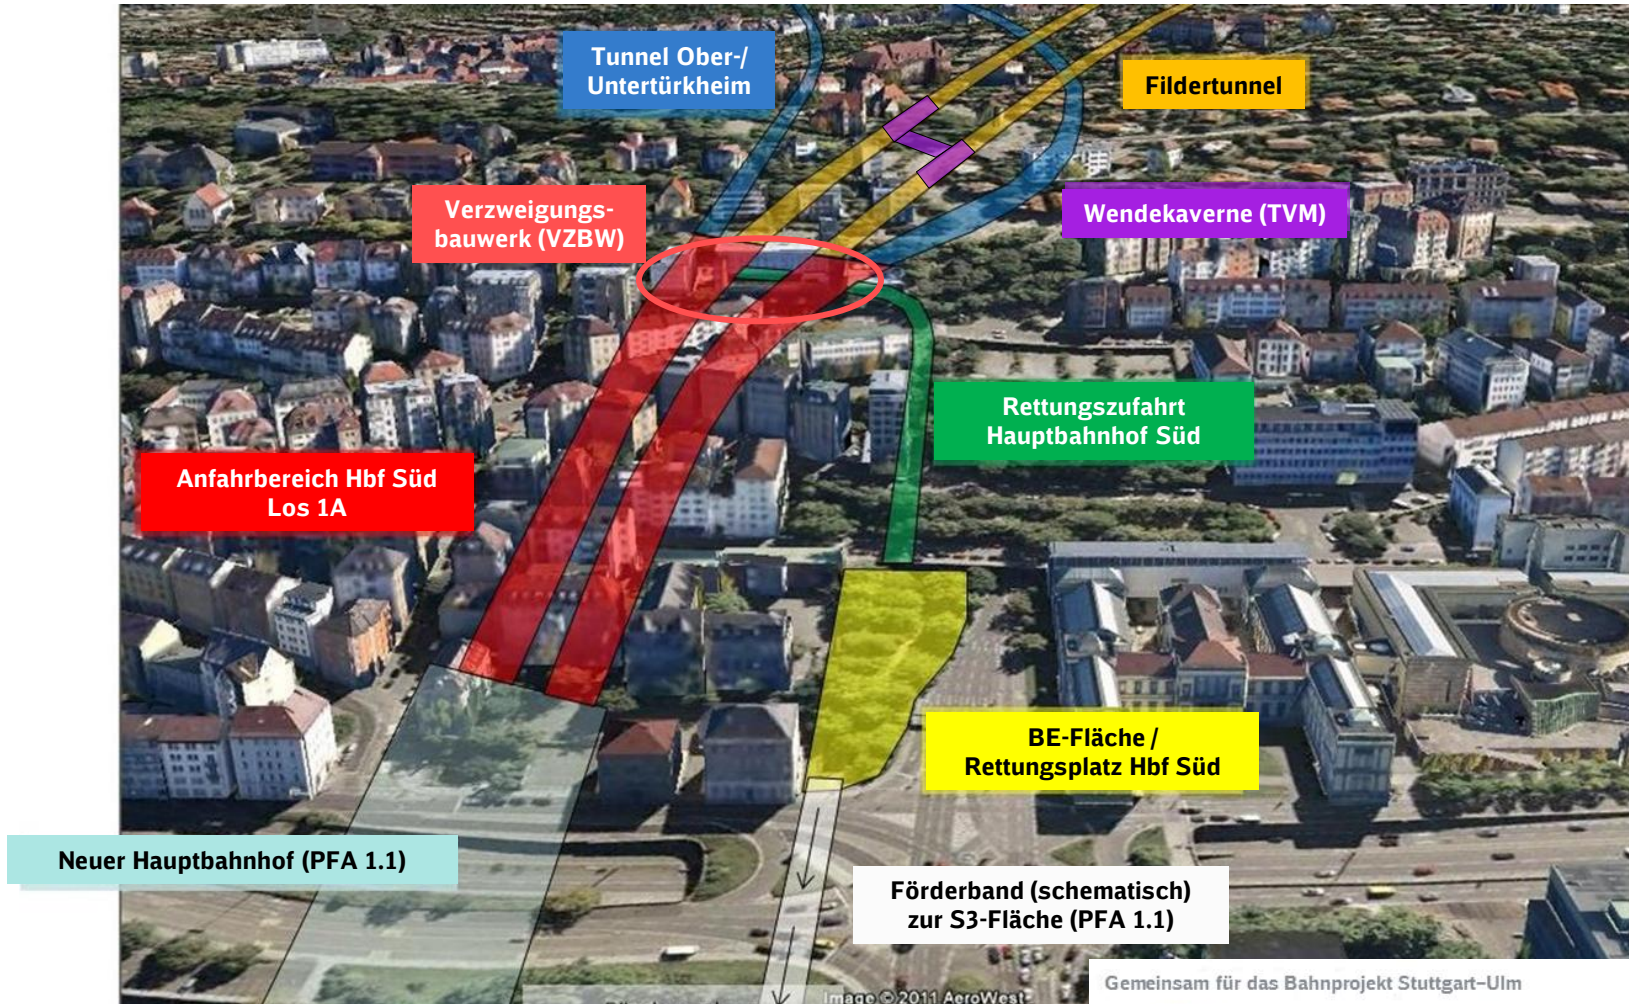 Tunnel Ober-/
Untertürkheim
Fildertunnel
Verzweigungs-
bauwerk (VZBW)
Wendekaverne (TVM)
Rettungszufahrt
Hauptbahnhof Süd
Anfahrbereich Hbf Süd
Los 1A
BE-Fläche /
Rettungsplatz Hbf Süd
Neuer Hauptbahnhof (PFA 1.1)
Förderband (schematisch)
zur S3-Fläche (PFA 1.1)
Gemeinsam für das Bahnprojekt Stuttgart–Ulm
Image © 2011 AeroWest